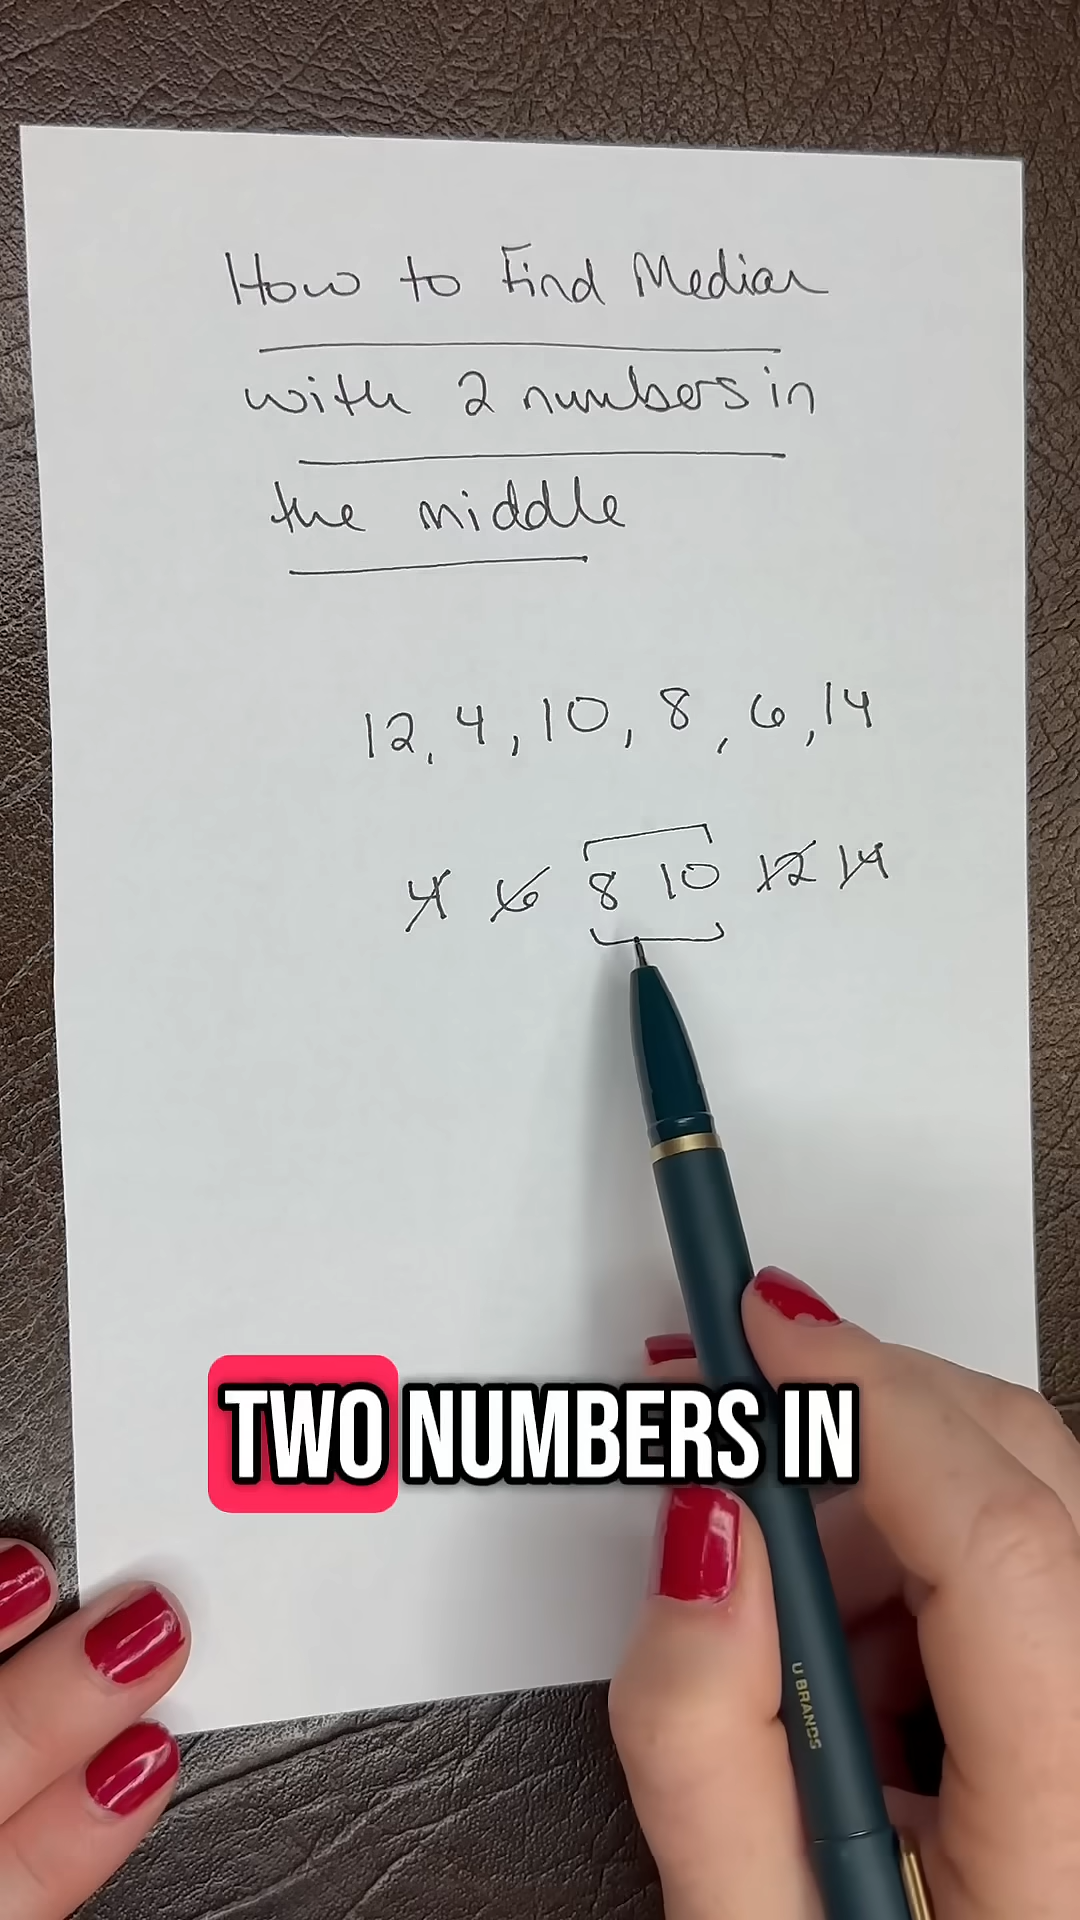 How to Find Median
with 2 numbers in
the middle
12, 4, 10, 8, 6, 14
4 6 8 10 12 14
TWO NUMBERS IN
U BRANDS